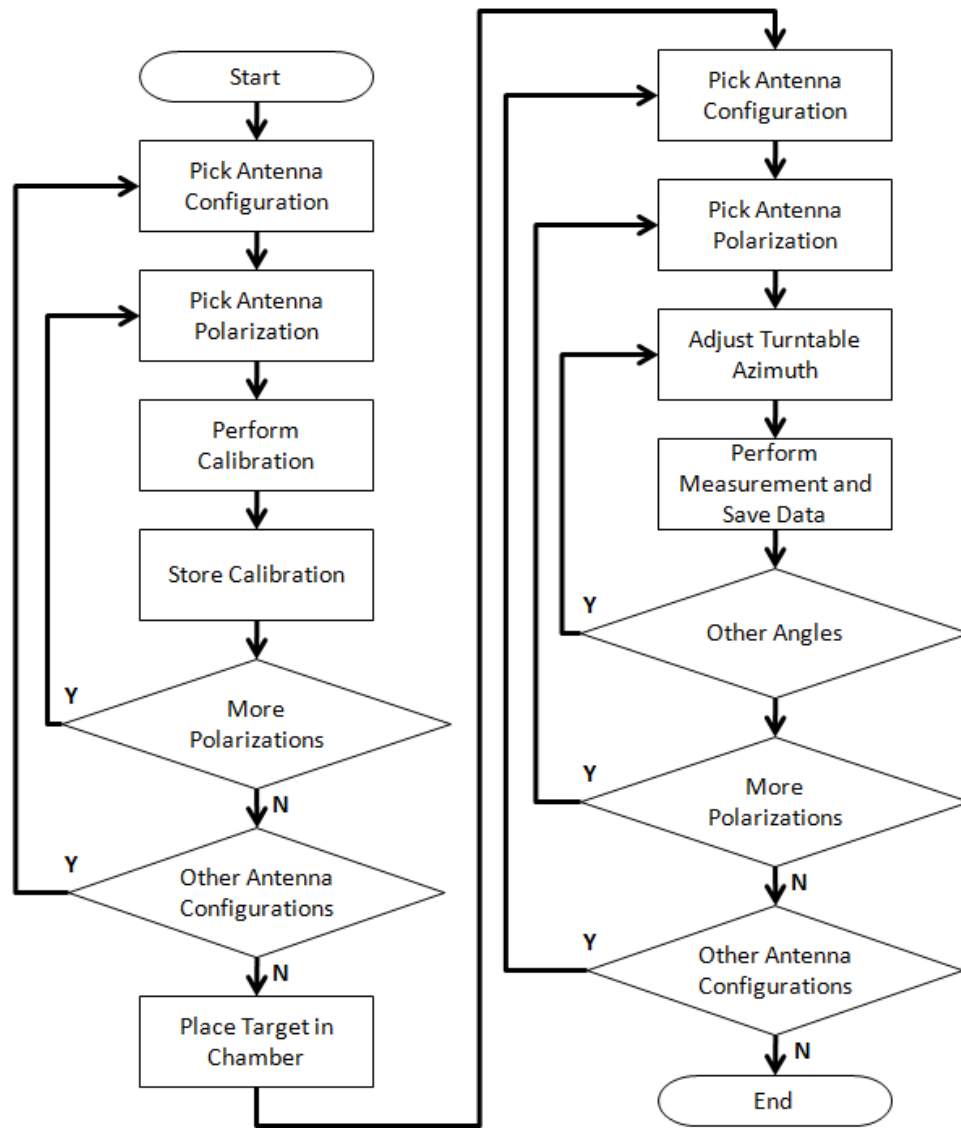 Start
Pick Antenna
Configuration
Pick Antenna
Polarization
Perform
Calibration
Store Calibration
Y
More
Polarizations
N
Y
Other Antenna
Configurations
N
Place Target in
Chamber
Pick Antenna
Configuration
Pick Antenna
Polarization
Adjust Turntable
Azimuth
Perform
Measurement and
Save Data
Y
Other Angles
Y
More
Polarizations
N
Y
Other Antenna
Configurations
N
End